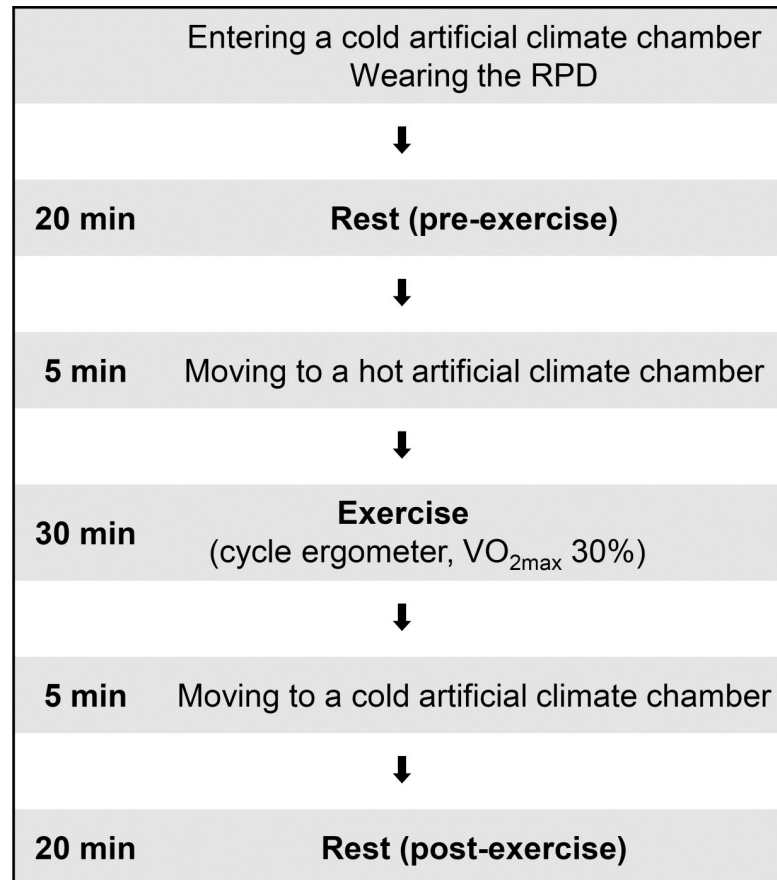 Entering a cold artificial climate chamber
Wearing the RPD
⬇
20 min Rest (pre-exercise)
⬇
5 min Moving to a hot artificial climate chamber
⬇
30 min Exercise
(cycle ergometer, VO₂max 30%)
⬇
5 min Moving to a cold artificial climate chamber
⬇
20 min Rest (post-exercise)